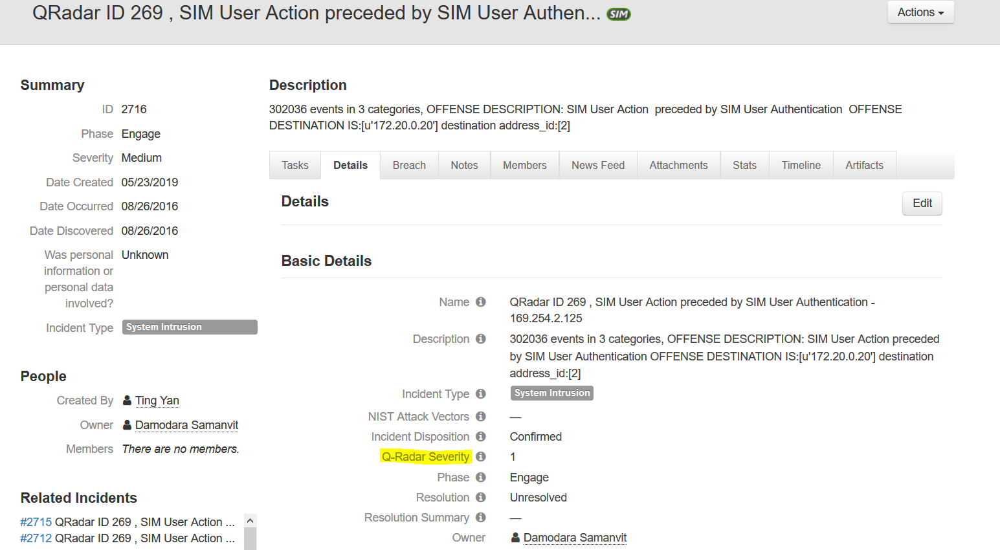 QRadar ID 269 , SIM User Action preceded by SIM User Authen... SIM
Actions
Summary
ID 2716
Phase Engage
Severity Medium
Date Created 05/23/2019
Date Occurred 08/26/2016
Date Discovered 08/26/2016
Was personal Unknown
information or
personal data
involved?
Incident Type System Intrusion
People
Created By Ting Yan
Owner Damodara Samanvit
Members There are no members.
Related Incidents
#2715 QRadar ID 269 , SIM User Action ...
#2712 QRadar ID 269 , SIM User Action ...
Description
302036 events in 3 categories, OFFENSE DESCRIPTION: SIM User Action  preceded by SIM User Authentication  OFFENSE
DESTINATION IS:[u'172.20.0.20'] destination address_id:[2]
Tasks Details Breach Notes Members News Feed Attachments Stats Timeline Artifacts
Details
Edit
Basic Details
Name QRadar ID 269 , SIM User Action preceded by SIM User Authentication -
169.254.2.125
Description 302036 events in 3 categories, OFFENSE DESCRIPTION: SIM User Action preceded
by SIM User Authentication OFFENSE DESTINATION IS:[u'172.20.0.20'] destination
address_id:[2]
Incident Type System Intrusion
NIST Attack Vectors —
Incident Disposition Confirmed
Q-Radar Severity 1
Phase Engage
Resolution Unresolved
Resolution Summary —
Owner Damodara Samanvit